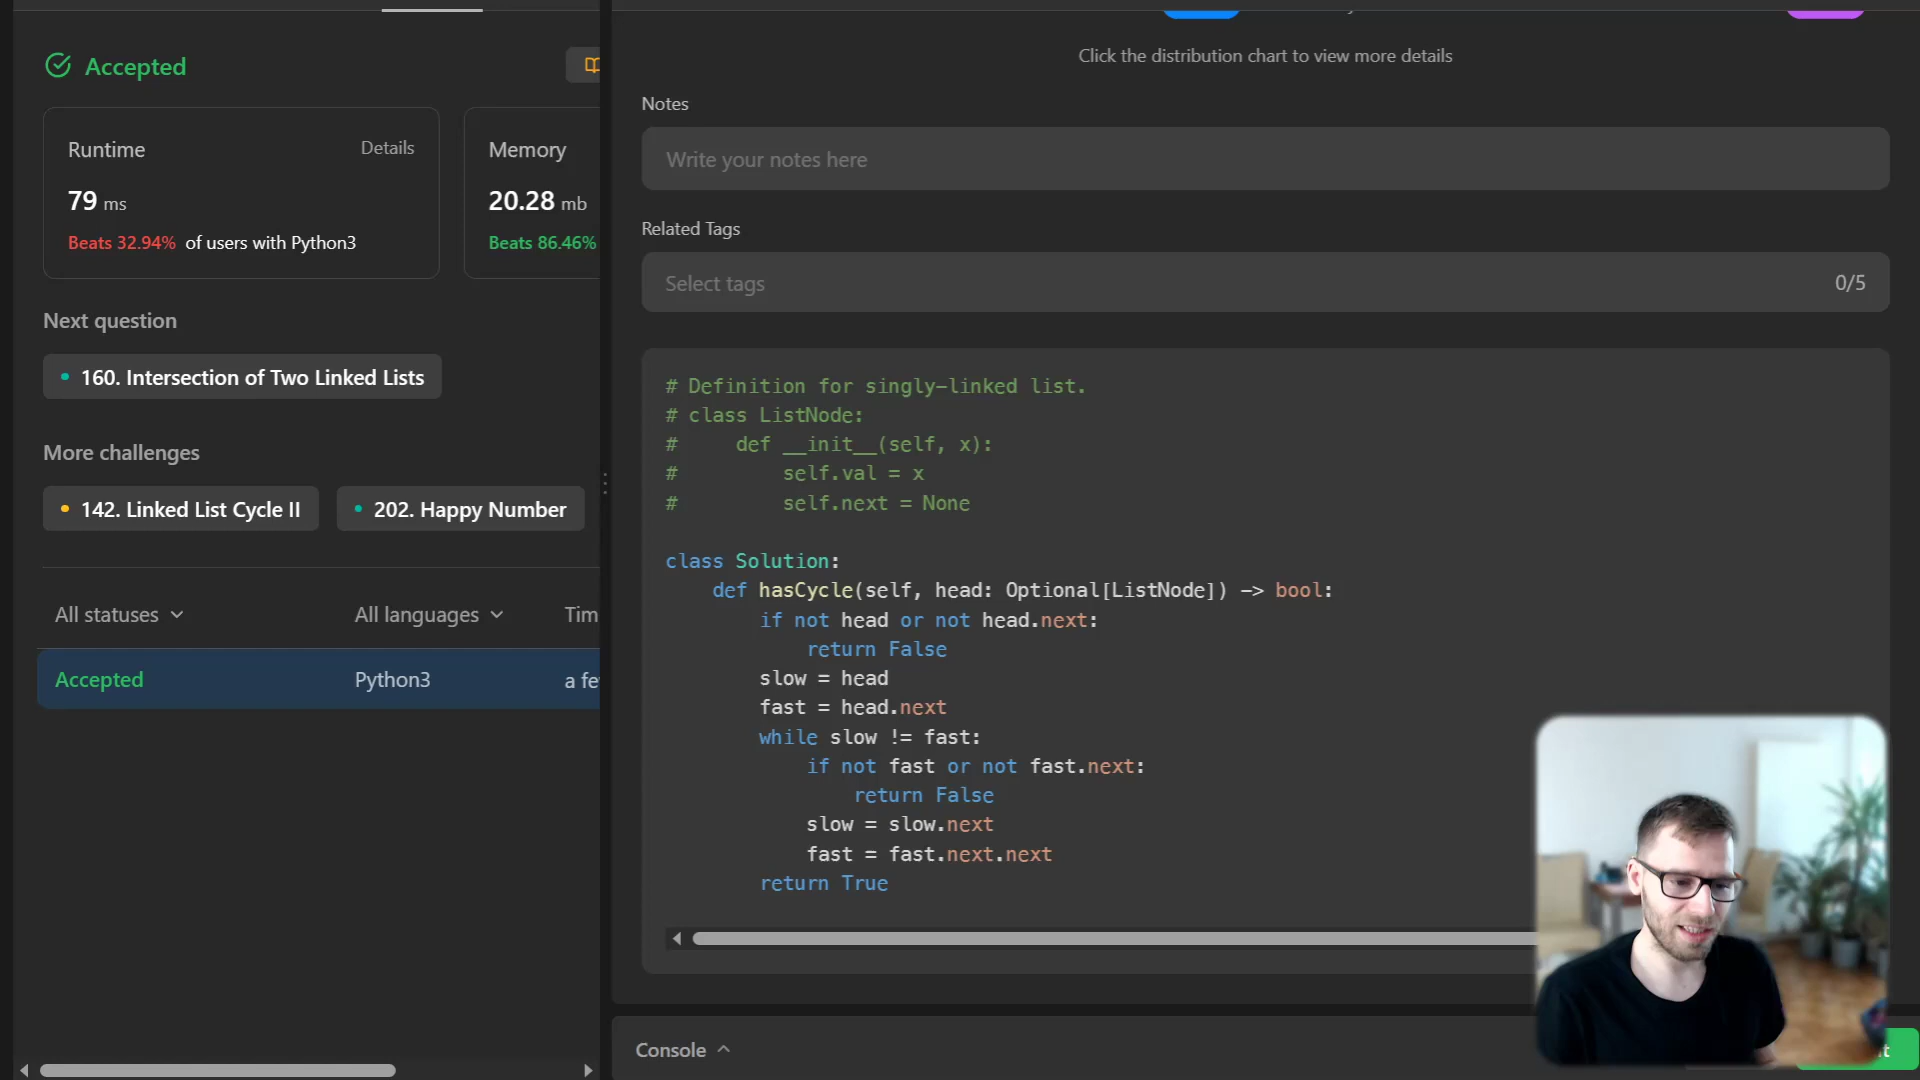 Accepted
Runtime
Details
79 ms
Beats 32.94% of users with Python3
Memory
20.28 mb
Beats 86.46%
Next question
160. Intersection of Two Linked Lists
More challenges
142. Linked List Cycle II
202. Happy Number
All statuses
All languages
Tim
Accepted
Python3
a fe
Click the distribution chart to view more details
Notes
Write your notes here
Related Tags
Select tags
0/5
# Definition for singly-linked list.
# class ListNode:
#     def __init__(self, x):
#         self.val = x
#         self.next = None
class Solution:
    def hasCycle(self, head: Optional[ListNode]) -> bool:
        if not head or not head.next:
            return False
        slow = head
        fast = head.next
        while slow != fast:
            if not fast or not fast.next:
                return False
            slow = slow.next
            fast = fast.next.next
        return True
Console